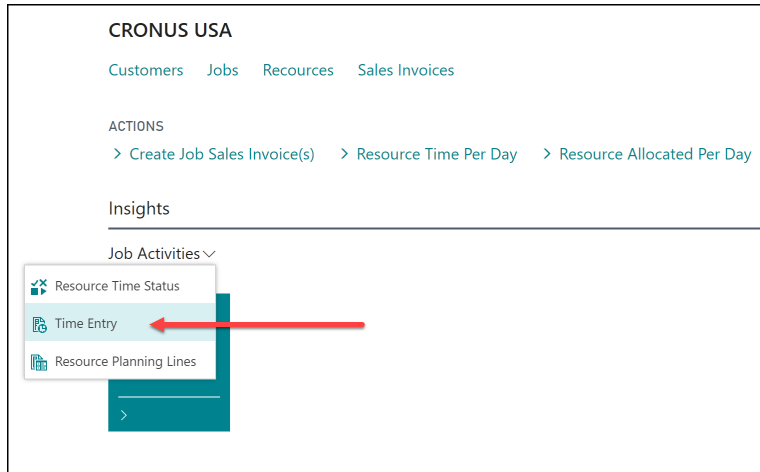 CRONUS USA
Customers Jobs Recources Sales Invoices
ACTIONS
> Create Job Sales Invoice(s) > Resource Time Per Day > Resource Allocated Per Day
Insights
Job Activities
Resource Time Status
Time Entry
Resource Planning Lines
>